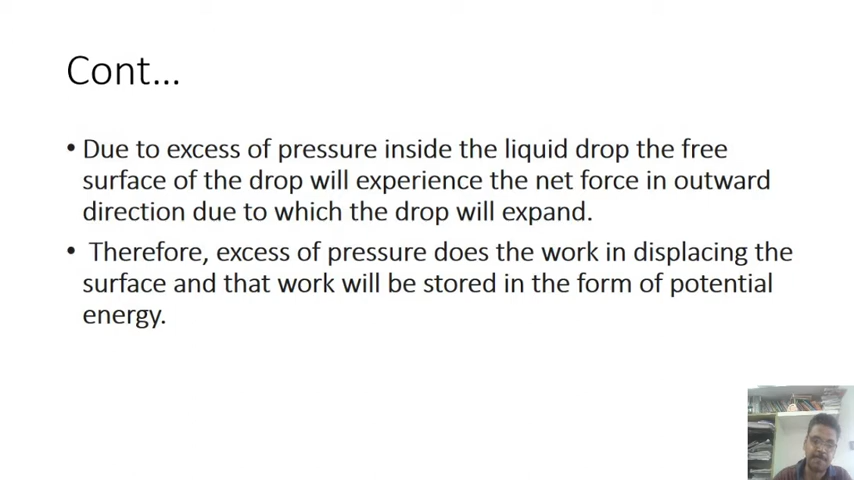 Cont...
• Due to excess of pressure inside the liquid drop the free
surface of the drop will experience the net force in outward
direction due to which the drop will expand.
• Therefore, excess of pressure does the work in displacing the
surface and that work will be stored in the form of potential
energy.